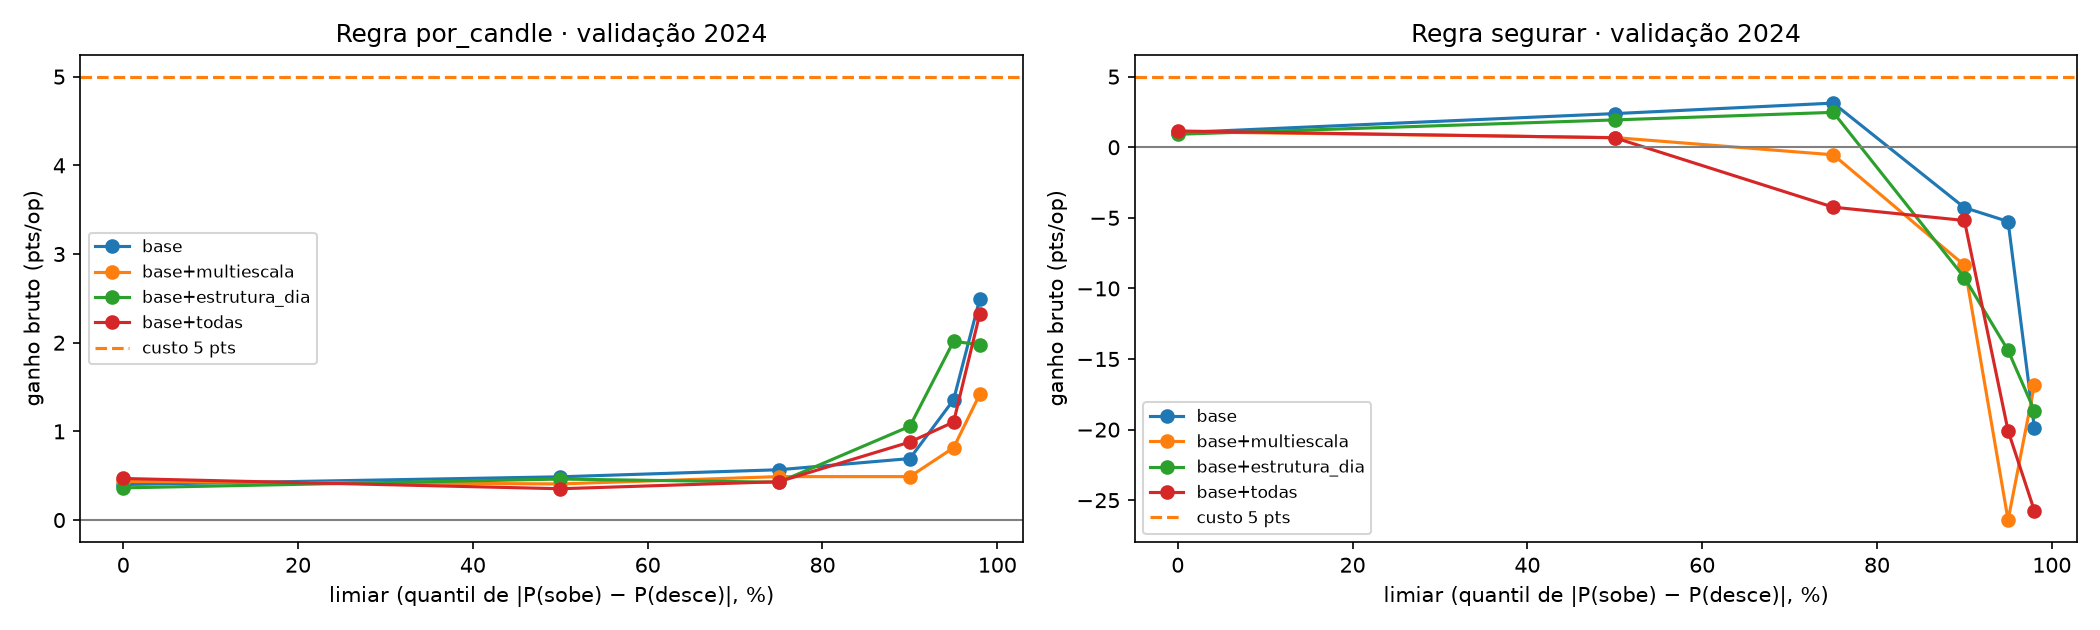 Regra por_candle · validação 2024
ganho bruto (pts/op)
5
4
3
2
1
0
base
base+multiescala
base+estrutura_dia
base+todas
custo 5 pts
0
20
40
60
80
100
limiar (quantil de |P(sobe) − P(desce)|, %)
Regra segurar · validação 2024
ganho bruto (pts/op)
5
0
−5
−10
−15
−20
−25
base
base+multiescala
base+estrutura_dia
base+todas
custo 5 pts
0
20
40
60
80
100
limiar (quantil de |P(sobe) − P(desce)|, %)